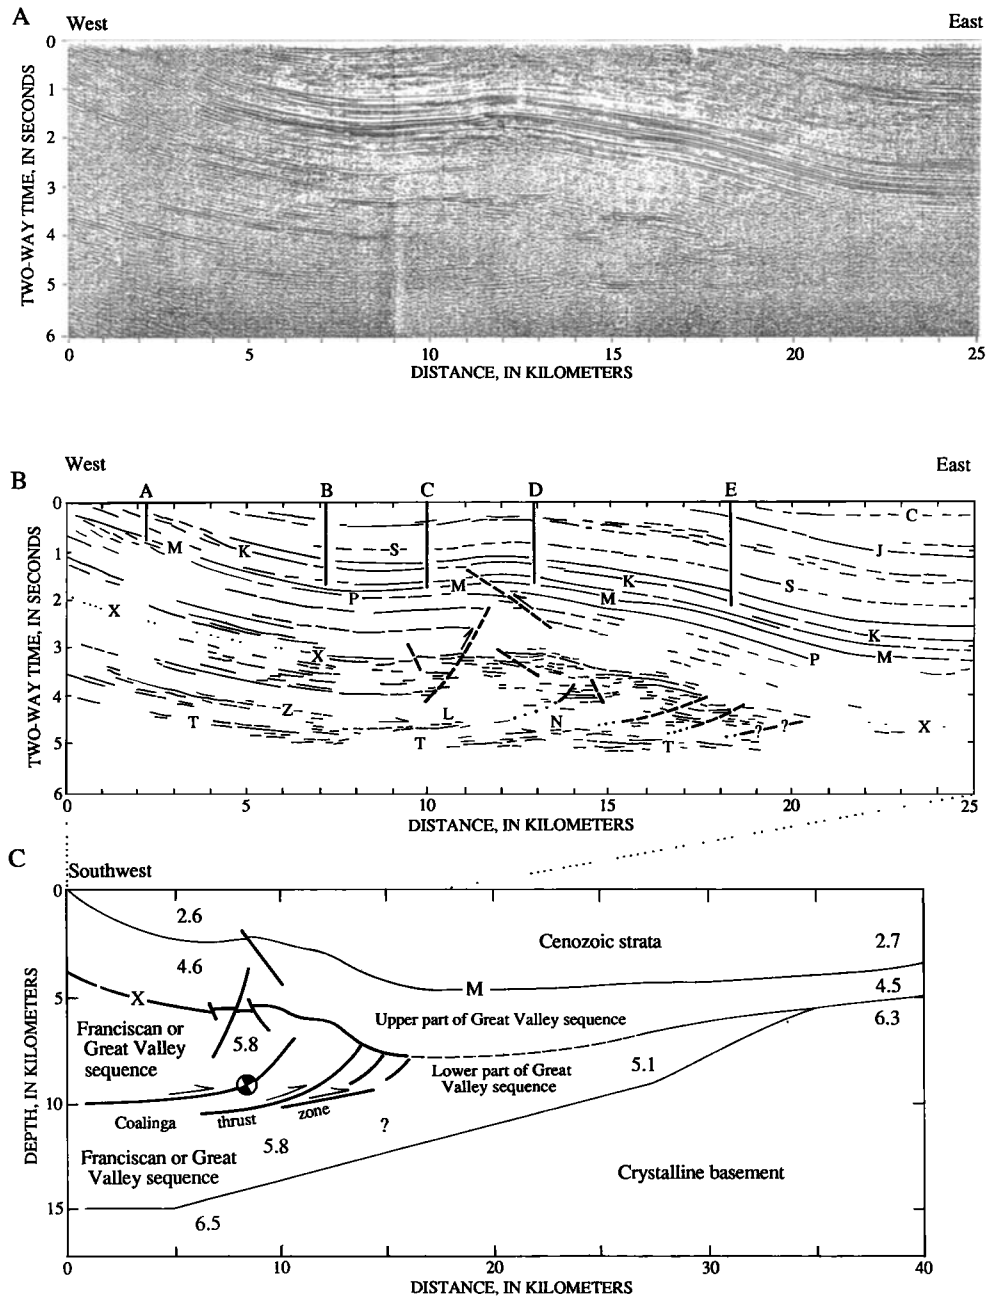 A
West
East
0
1
2
3
4
5
6
TWO-WAY TIME, IN SECONDS
0 5 10 15 20 25
DISTANCE, IN KILOMETERS
West
East
B
A B C D E
0
1
2
3
4
5
6
TWO-WAY TIME, IN SECONDS
C
M K S J
P M K M S
X
K
X P M
Z L N ? ? X
T T T
0 5 10 15 20 25
DISTANCE, IN KILOMETERS
C
Southwest
0
5
10
15
DEPTH, IN KILOMETERS
2.6
Cenozoic strata 2.7
4.6
M 4.5
X
Upper part of Great Valley sequence 6.3
Franciscan or
Great Valley
sequence
5.8
Lower part of Great
Valley sequence
5.1
Coalinga thrust zone
?
5.8
Franciscan or Great
Valley sequence
Crystalline basement
6.5
0 10 20 30 40
DISTANCE, IN KILOMETERS